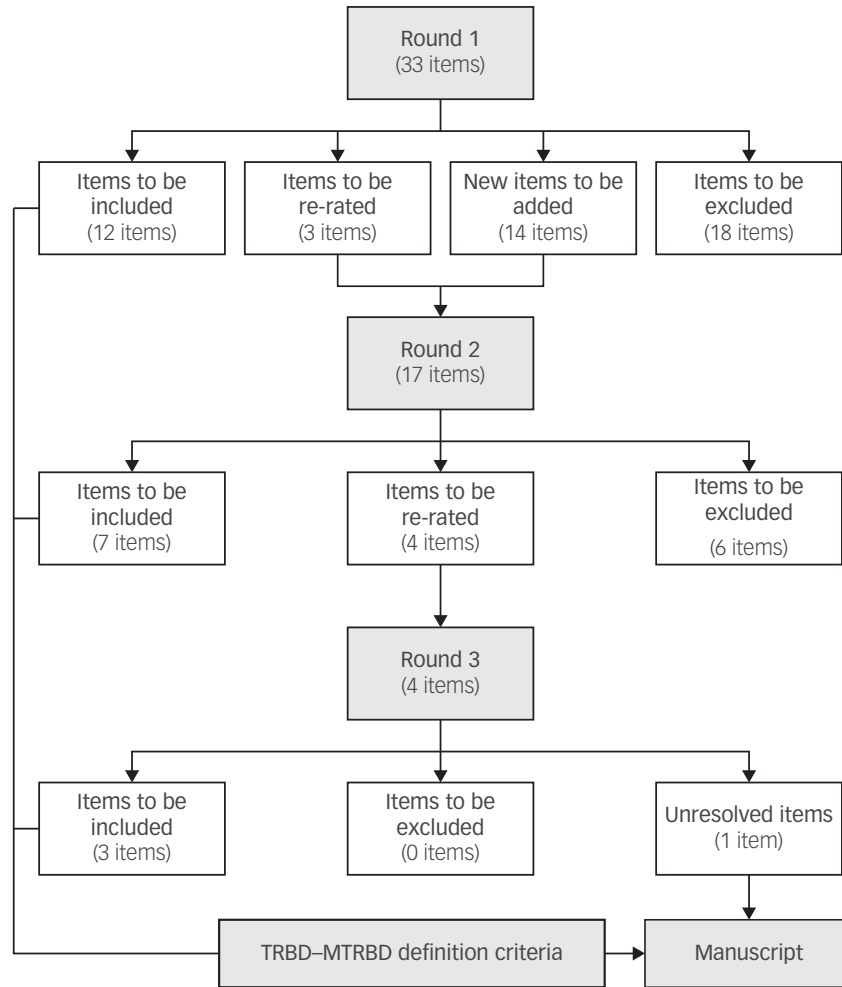 Round 1
(33 items)
Items to be
included
(12 items)
Items to be
re-rated
(3 items)
New items to be
added
(14 items)
Items to be
excluded
(18 items)
Round 2
(17 items)
Items to be
included
(7 items)
Items to be
re-rated
(4 items)
Items to be
excluded
(6 items)
Round 3
(4 items)
Items to be
included
(3 items)
Items to be
excluded
(0 items)
Unresolved items
(1 item)
TRBD–MTRBD definition criteria
Manuscript